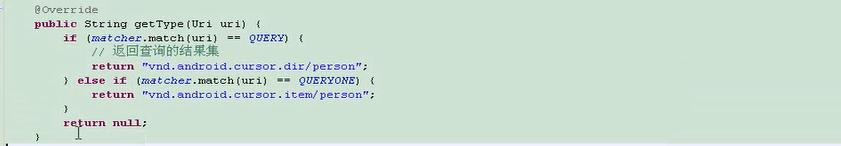 @Override
public String getType(Uri uri) {
if (matcher.match(uri) == QUERY) {
// 返回查询的结果集
return "vnd.android.cursor.dir/person";
} else if (matcher.match(uri) == QUERYONE) {
return "vnd.android.cursor.item/person";
}
return null;
}